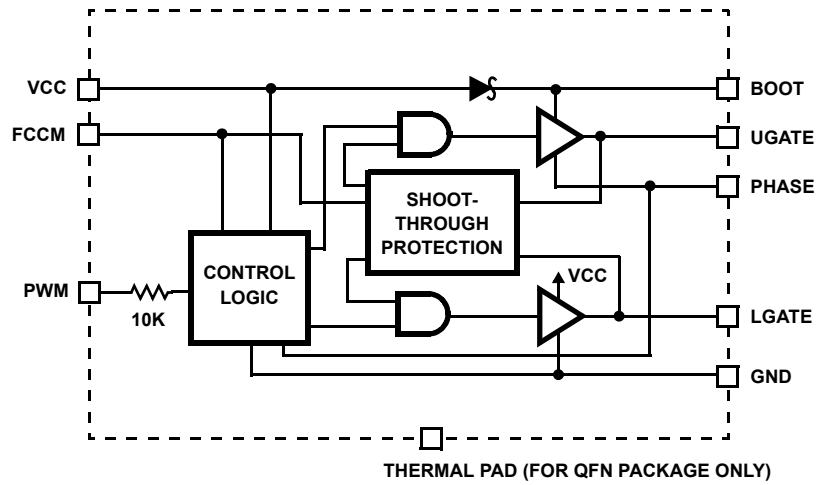 VCC
BOOT
FCCM
UGATE
PHASE
SHOOT-
THROUGH
PROTECTION
CONTROL
LOGIC
VCC
PWM
10K
LGATE
GND
THERMAL PAD (FOR QFN PACKAGE ONLY)